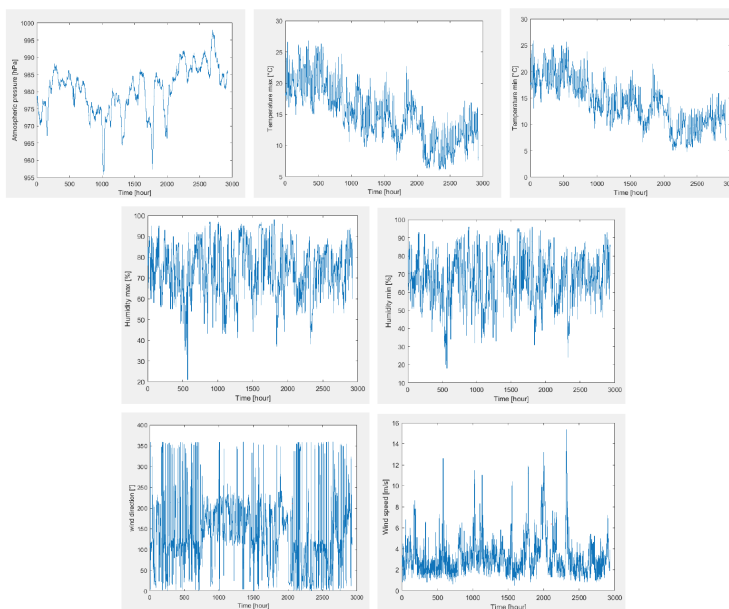 1000
995
990
985
980
975
970
965
960
955
0 500 1000 1500 2000 2500 3000
Time [hour]
Atmospheric pressure [hPa]
30
25
20
15
10
5
0 500 1000 1500 2000 2500 3000
Time [hour]
Temperature max [°C]
30
25
20
15
10
5
0
0 500 1000 1500 2000 2500 3000
Time [hour]
Temperature min [°C]
100
90
80
70
60
50
40
30
20
0 500 1000 1500 2000 2500 3000
Time [hour]
Humidity max [%]
100
90
80
70
60
50
40
30
20
10
0 500 1000 1500 2000 2500 3000
Time [hour]
Humidity min [%]
400
350
300
250
200
150
100
50
0
0 500 1000 1500 2000 2500 3000
Time [hour]
wind direction [°]
16
14
12
10
8
6
4
2
0
0 500 1000 1500 2000 2500 3000
Time [hour]
Wind speed [m/s]